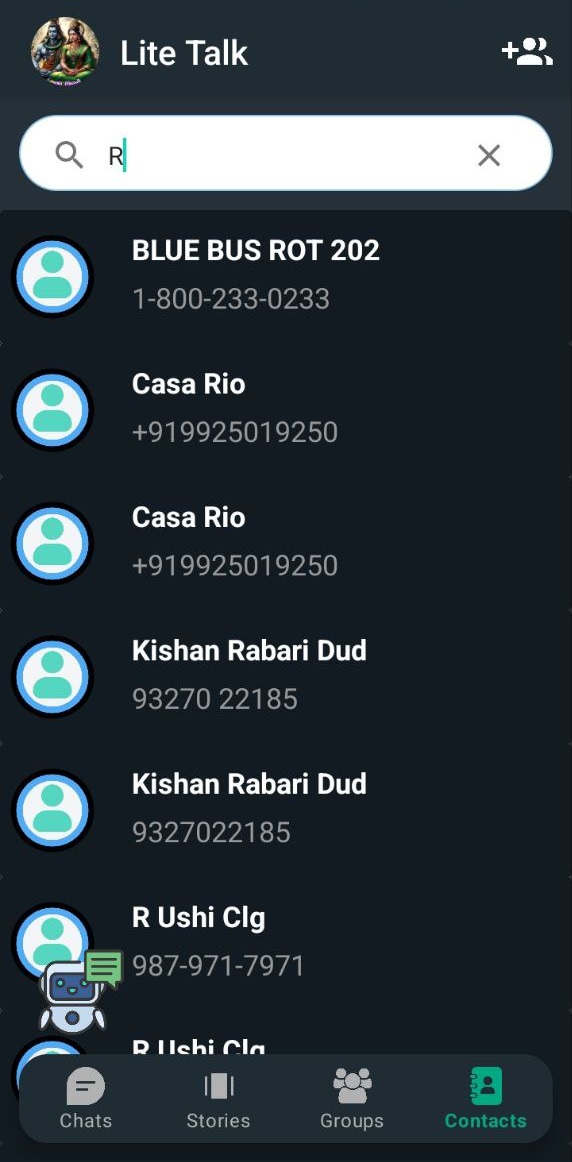 Lite Talk
R
BLUE BUS ROT 202
1-800-233-0233
Casa Rio
+919925019250
Casa Rio
+919925019250
Kishan Rabari Dud
93270 22185
Kishan Rabari Dud
9327022185
R Ushi Clg
987-971-7971
R Ushi Clg
Chats
Stories
Groups
Contacts